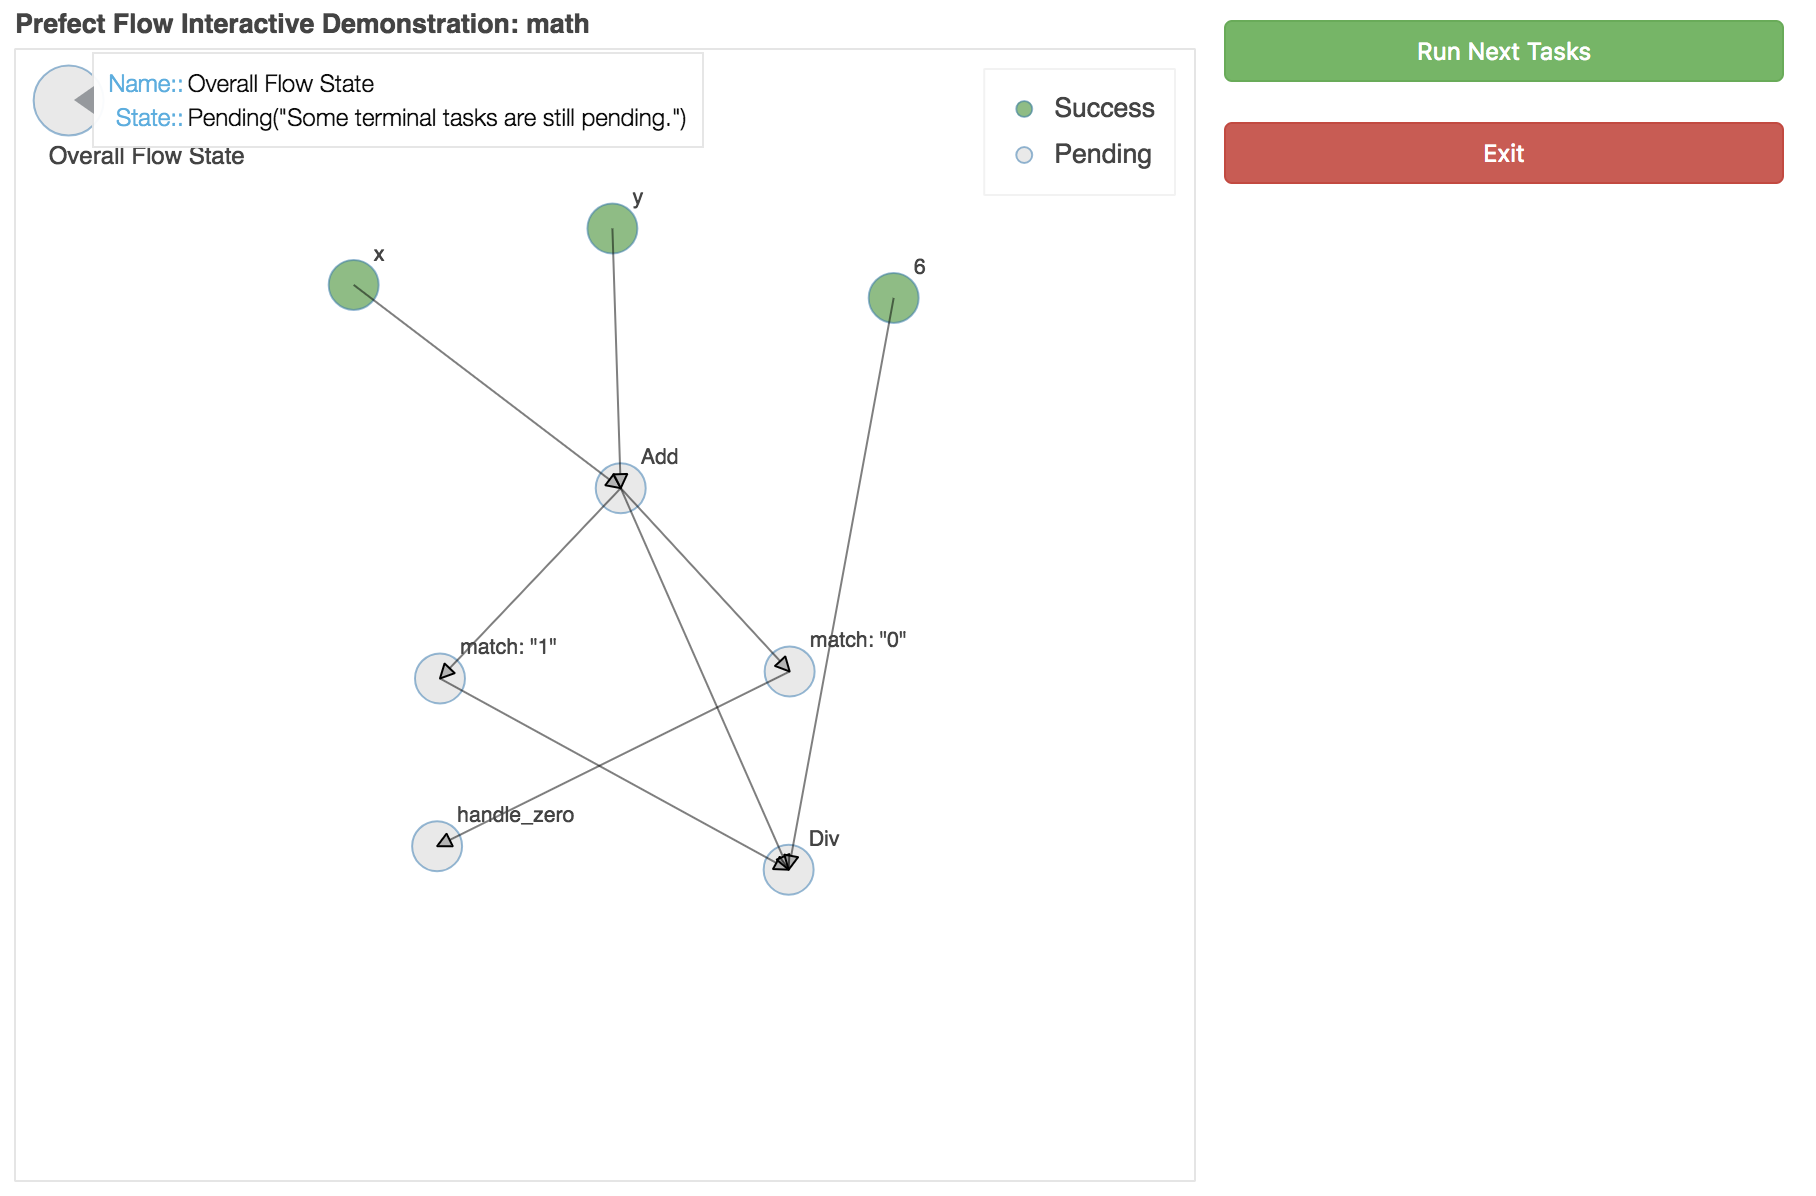 Prefect Flow Interactive Demonstration: math
Run Next Tasks
Exit
Name:: Overall Flow State
State:: Pending("Some terminal tasks are still pending.")
Overall Flow State
Success
Pending
y
x
6
Add
match: "1"
match: "0"
handle_zero
Div